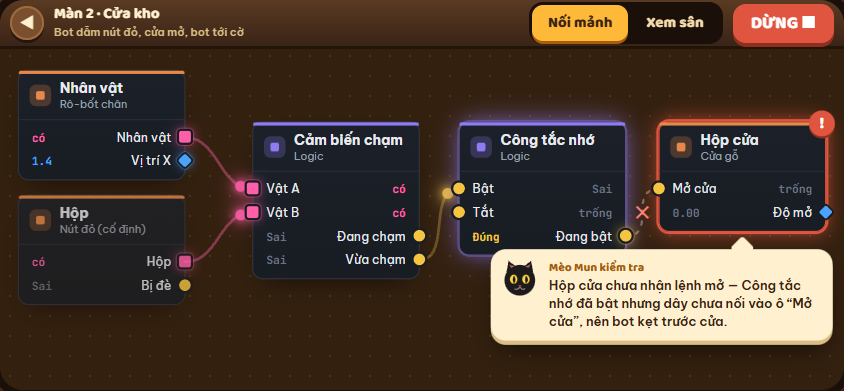 Màn 2 · Cửa kho
Bot dẫm nút đỏ, cửa mở, bot tới cờ
Nối mảnh
Xem sân
DỪNG
Nhân vật
Rô-bốt chân
có Nhân vật
1.4 Vị trí X
Hộp
Nút đỏ (cố định)
có Hộp
Sai Bị đè
Cảm biến chạm
Logic
Vật A có
Vật B có
Sai Đang chạm
Sai Vừa chạm
Công tắc nhớ
Logic
Bật Sai
Tắt trống
Đúng Đang bật
Hộp cửa
Cửa gỗ
!
Mở cửa trống
0.00 Độ mở
Mèo Mun kiểm tra
Hộp cửa chưa nhận lệnh mở — Công tắc
nhớ đã bật nhưng dây chưa nối vào ô “Mở
cửa”, nên bot kẹt trước cửa.